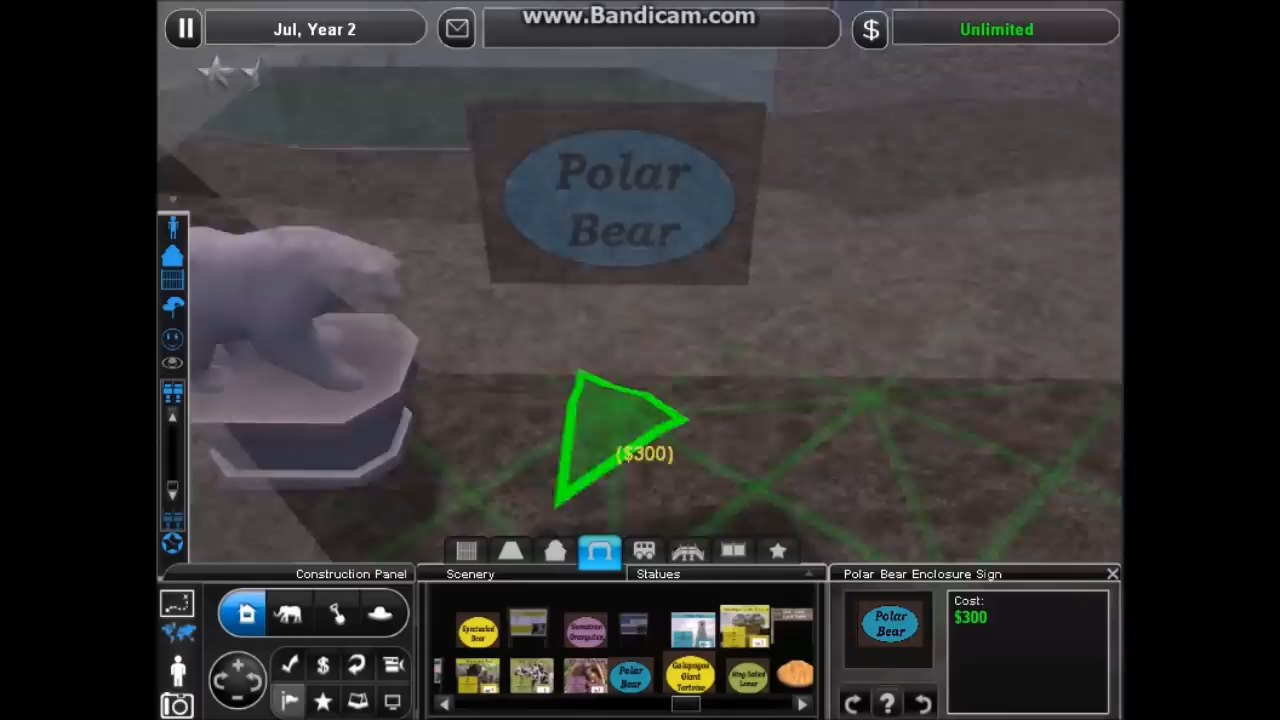 www.Bandicam.com
Jul, Year 2
$
Unlimited
Polar
Bear
($300)
Construction Panel
Scenery
Statues
Polar Bear Enclosure Sign
Cost:
$300
Polar
Bear
Spectacled
Bear
Sumatran
Orangutan
Polar
Bear
Galapagos
Giant
Tortoise
Ring-tailed
Lemur
$
?